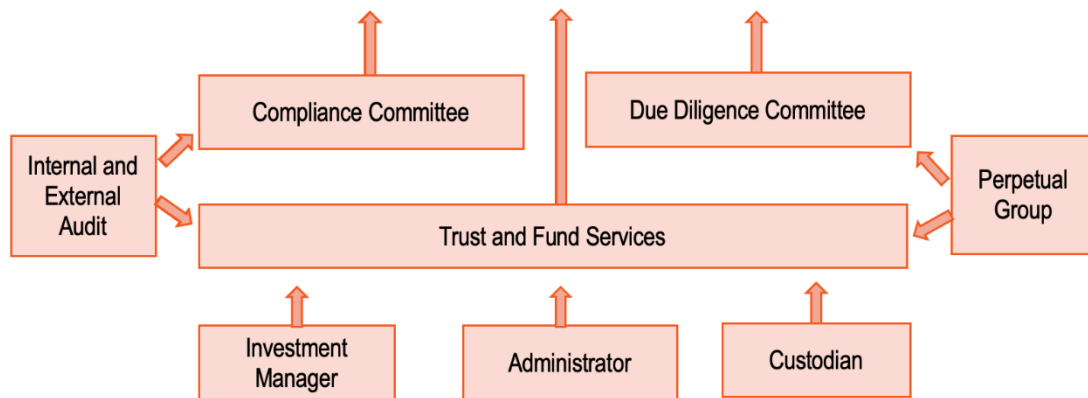 Compliance Committee
Due Diligence Committee
Internal and
External
Audit
Perpetual
Group
Trust and Fund Services
Investment
Manager
Administrator
Custodian